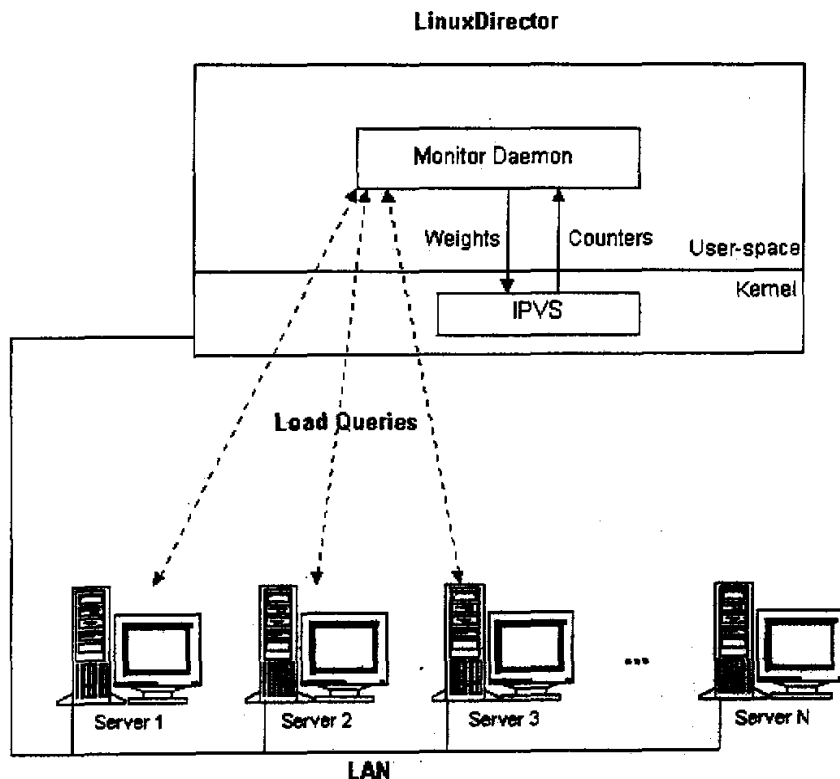 LinuxDirector
Monitor Daemon
Weights
Counters
User-space
Kernel
IPVS
Load Queries
...
Server 1
Server 2
Server 3
Server N
LAN